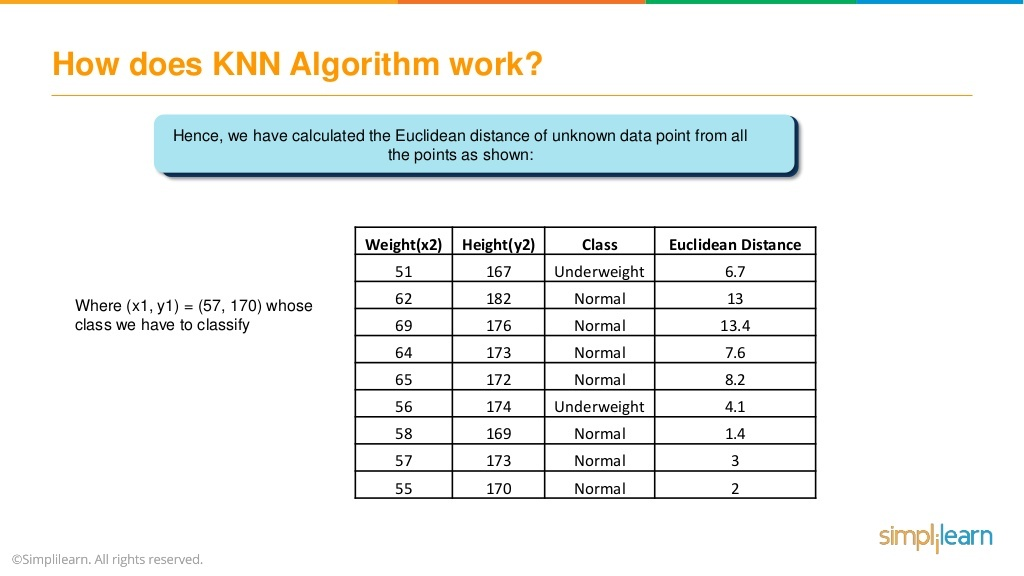 How does KNN Algorithm work?
Hence, we have calculated the Euclidean distance of unknown data point from all
the points as shown:
Where (x1, y1) = (57, 170) whose
class we have to classify
Weight(x2) Height(y2) Class Euclidean Distance
51 167 Underweight 6.7
62 182 Normal 13
69 176 Normal 13.4
64 173 Normal 7.6
65 172 Normal 8.2
56 174 Underweight 4.1
58 169 Normal 1.4
57 173 Normal 3
55 170 Normal 2
simplilearn
©Simplilearn. All rights reserved.